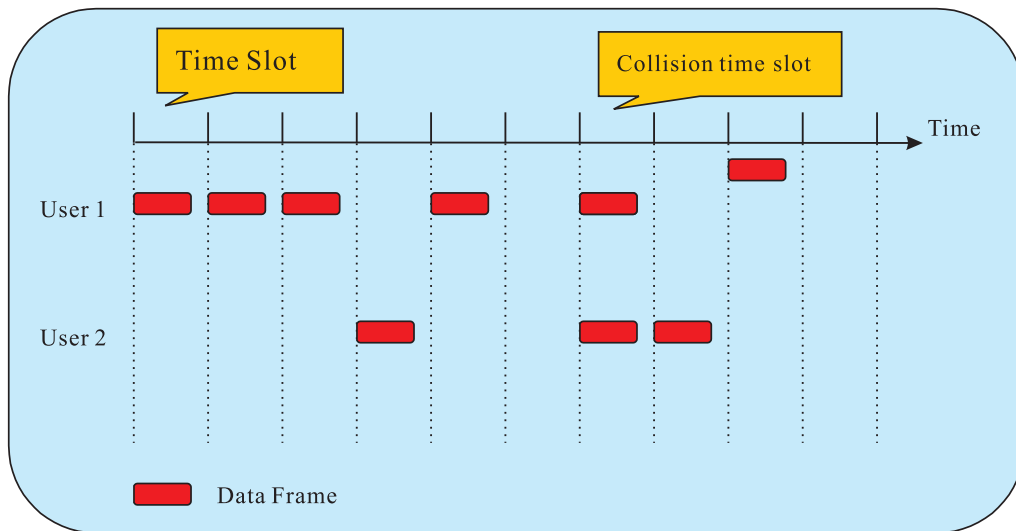 Time Slot
Collision time slot
Time
User 1
User 2
Data Frame